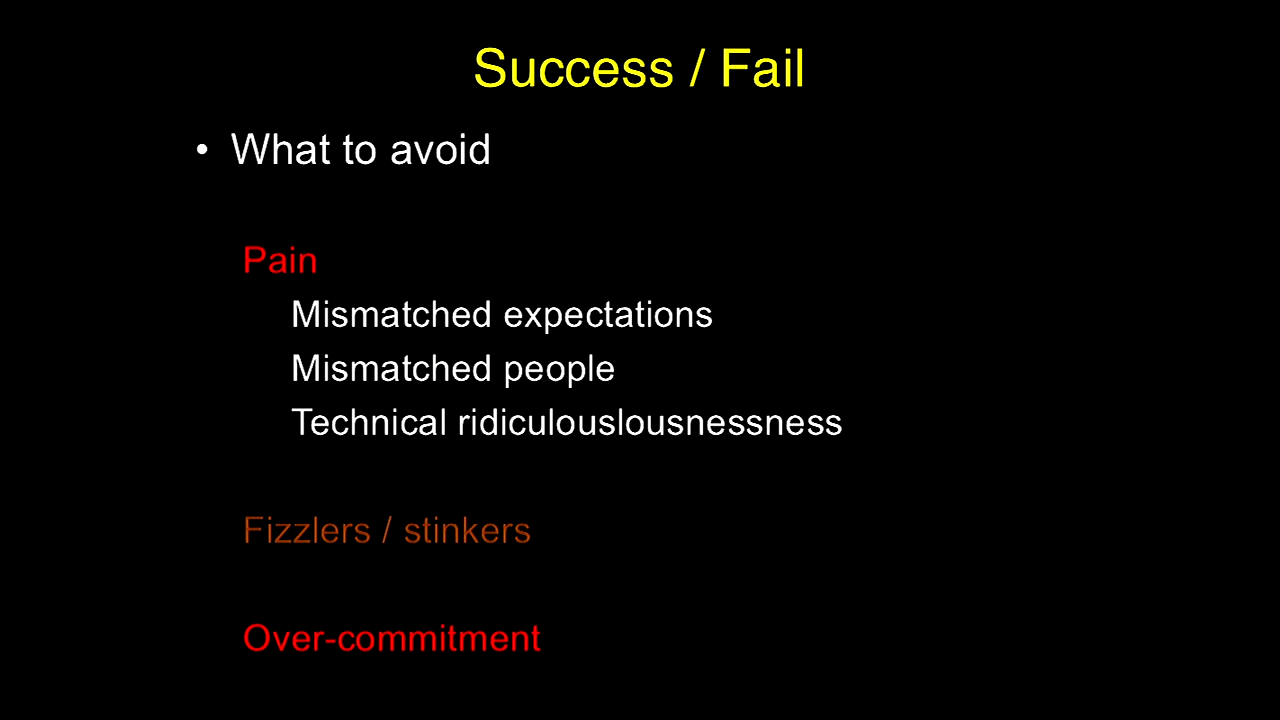 Success / Fail
• What to avoid
Pain
Mismatched expectations
Mismatched people
Technical ridiculouslousnessness
Fizzlers / stinkers
Over-commitment